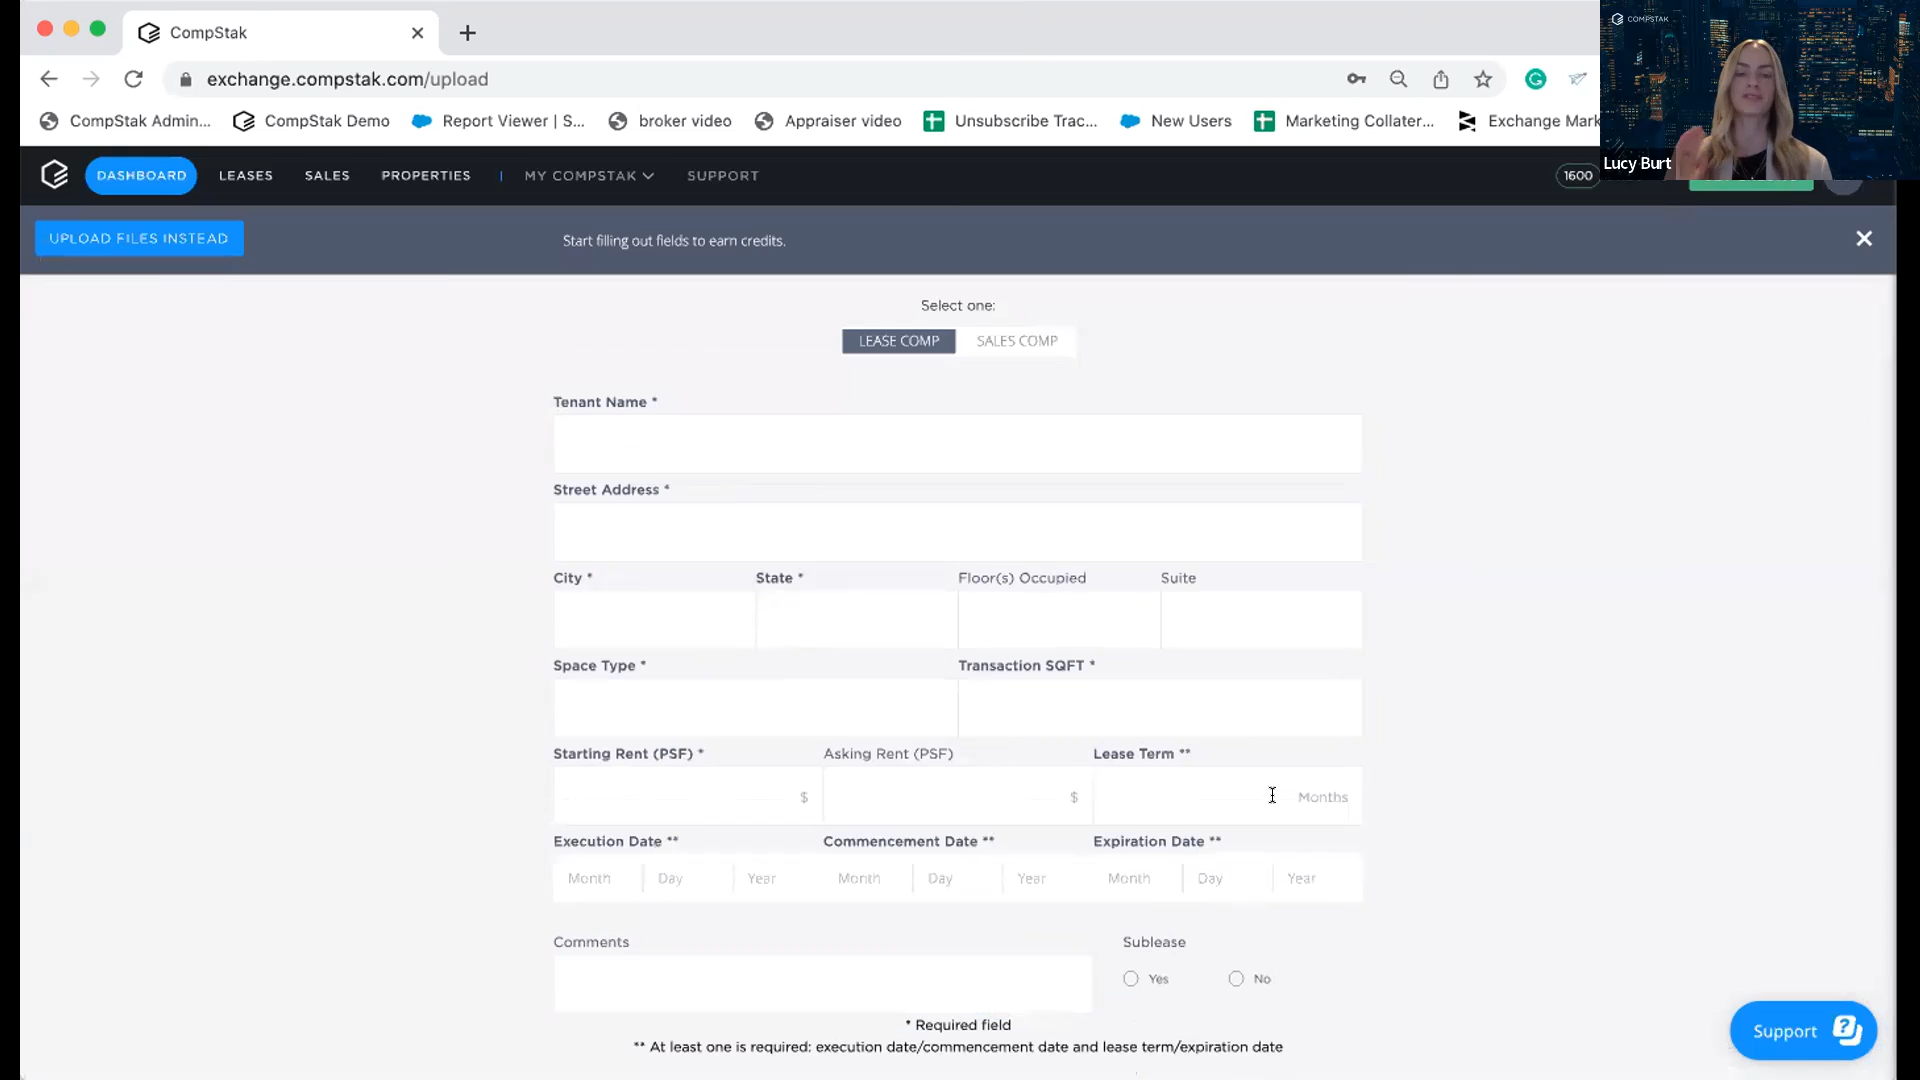 CompStak
exchange.compstak.com/upload
CompStak Admin... CompStak Demo Report Viewer | S... broker video Appraiser video Unsubscribe Trac... New Users Marketing Collater... Exchange Mark
COMPSTAK
Lucy Burt
DASHBOARD LEASES SALES PROPERTIES | MY COMPSTAK SUPPORT 1600
UPLOAD FILES INSTEAD Start filling out fields to earn credits.
Select one:
LEASE COMP SALES COMP
Tenant Name *
Street Address *
City * State * Floor(s) Occupied Suite
Space Type * Transaction SQFT *
Starting Rent (PSF) * Asking Rent (PSF) Lease Term **
$ $ Months
Execution Date ** Commencement Date ** Expiration Date **
Month Day Year Month Day Year Month Day Year
Comments Sublease
Yes No
* Required field
** At least one is required: execution date/commencement date and lease term/expiration date
Support